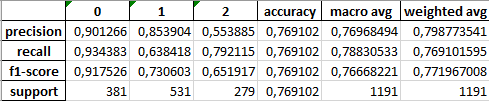 0 1 2 accuracy macro avg weighted avg
precision 0,901266 0,853904 0,553885 0,769102 0,76968494 0,798773541
recall 0,934383 0,638418 0,792115 0,769102 0,78830533 0,769101595
f1-score 0,917526 0,730603 0,651917 0,769102 0,76668221 0,771967008
support 381 531 279 0,769102 1191 1191